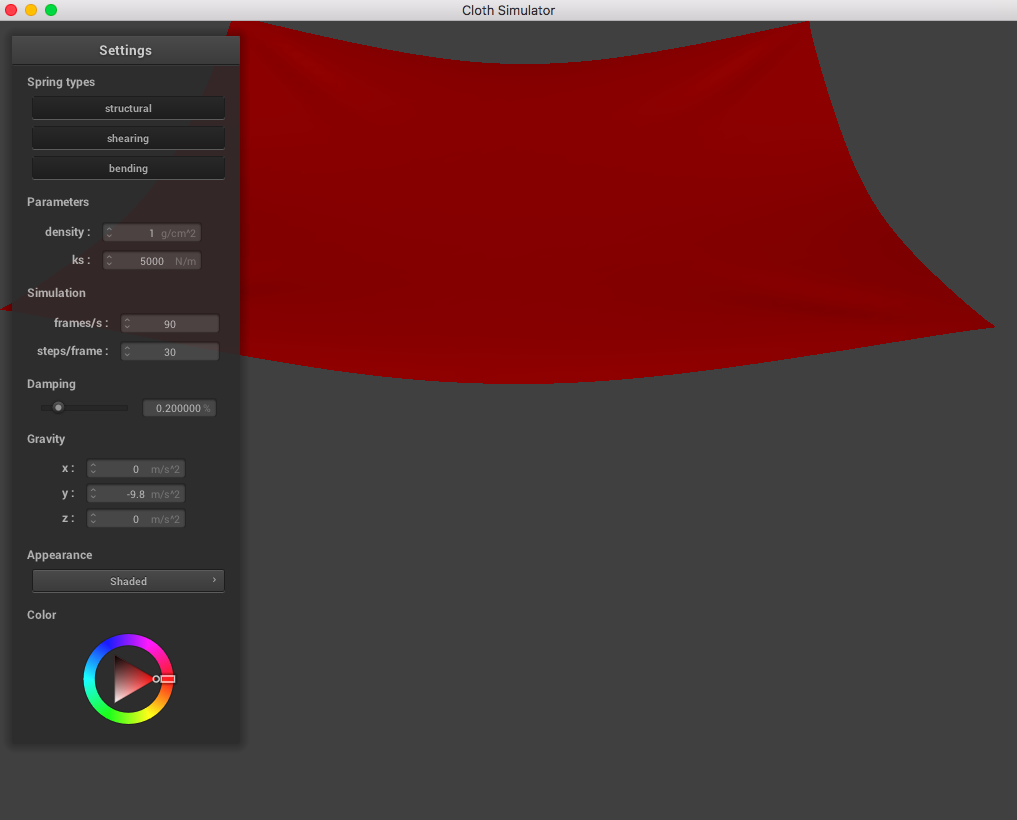 Cloth Simulator
Settings
Spring types
structural
shearing
bending
Parameters
density : 1 g/cm^2
ks : 5000 N/m
Simulation
frames/s : 90
steps/frame : 30
Damping
0.200000 %
Gravity
x : 0 m/s^2
y : -9.8 m/s^2
z : 0 m/s^2
Appearance
Shaded ›
Color